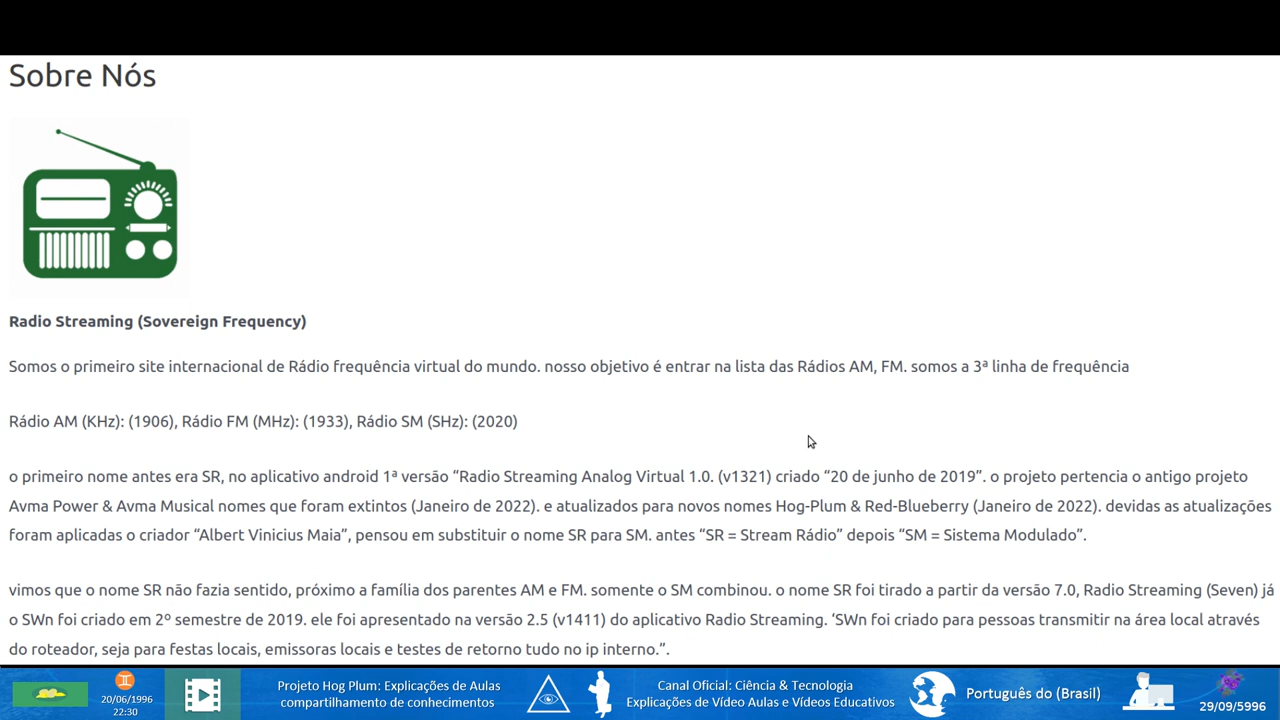 Sobre Nós
Radio Streaming (Sovereign Frequency)
Somos o primeiro site internacional de Rádio frequência virtual do mundo. nosso objetivo é entrar na lista das Rádios AM, FM. somos a 3ª linha de frequência
Rádio AM (KHz): (1906), Rádio FM (MHz): (1933), Rádio SM (SHz): (2020)
o primeiro nome antes era SR, no aplicativo android 1ª versão “Radio Streaming Analog Virtual 1.0. (v1321) criado “20 de junho de 2019”. o projeto pertencia o antigo projeto
Avma Power & Avma Musical nomes que foram extintos (Janeiro de 2022). e atualizados para novos nomes Hog-Plum & Red-Blueberry (Janeiro de 2022). devidas as atualizações
foram aplicadas o criador “Albert Vinicius Maia”, pensou em substituir o nome SR para SM. antes “SR = Stream Rádio” depois “SM = Sistema Modulado”.
vimos que o nome SR não fazia sentido, próximo a família dos parentes AM e FM. somente o SM combinou. o nome SR foi tirado a partir da versão 7.0, Radio Streaming (Seven) já
o SWn foi criado em 2º semestre de 2019. ele foi apresentado na versão 2.5 (v1411) do aplicativo Radio Streaming. ‘SWn foi criado para pessoas transmitir na área local através
do roteador, seja para festas locais, emissoras locais e testes de retorno tudo no ip interno.”.
20/06/1996
22:30
Projeto Hog Plum: Explicações de Aulas
compartilhamento de conhecimentos
Canal Oficial: Ciência & Tecnologia
Explicações de Vídeo Aulas e Vídeos Educativos
Português do (Brasil)
29/09/5996